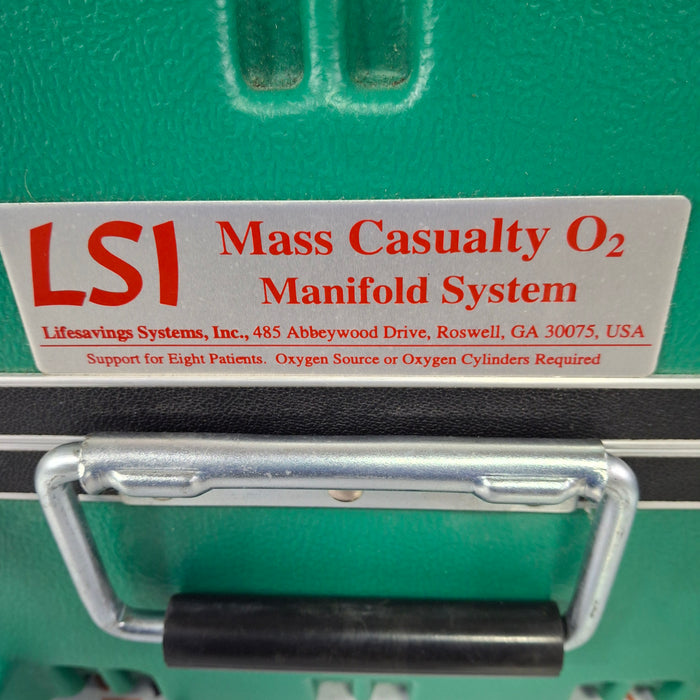 LSI
Mass Casualty O₂
Manifold System
Lifesavings Systems, Inc., 485 Abbeywood Drive, Roswell, GA 30075, USA
Support for Eight Patients. Oxygen Source or Oxygen Cylinders Required